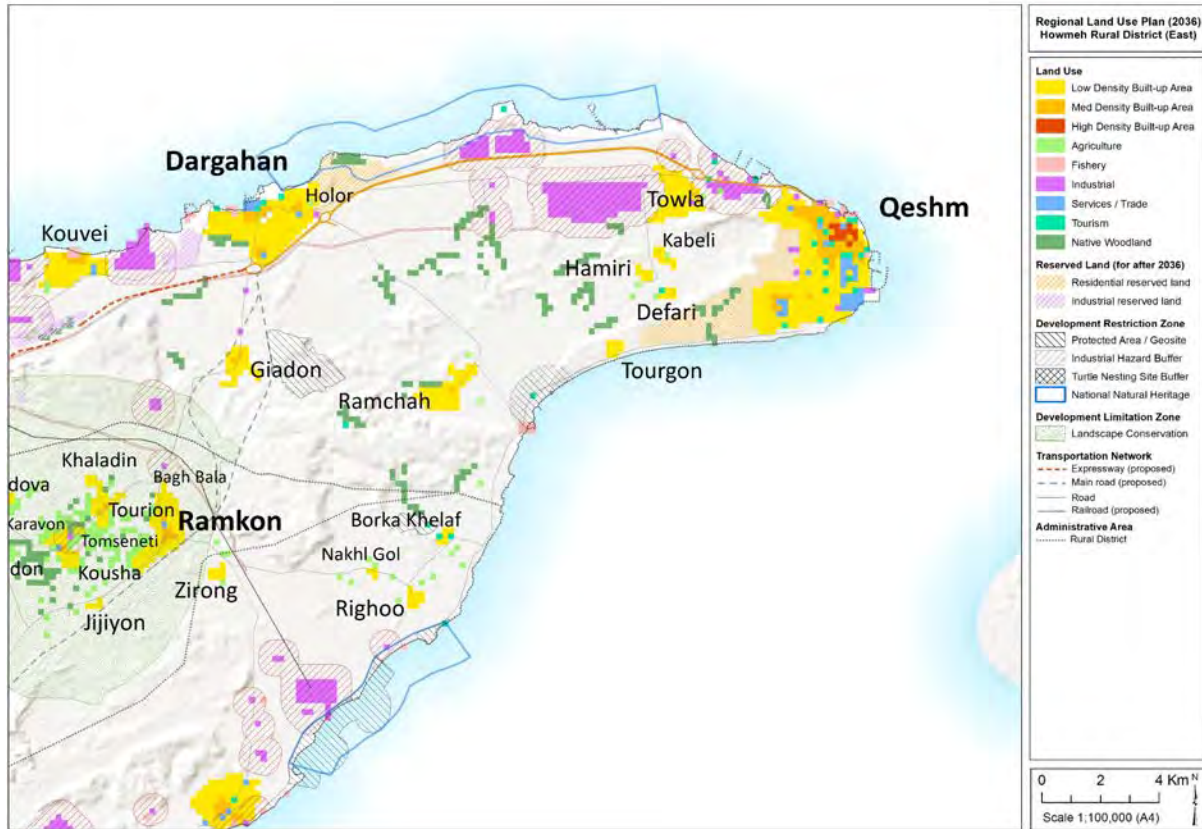 Regional Land Use Plan (2036)
Howmeh Rural District (East)
Land Use
Low Density Built-up Area
Med Density Built-up Area
High Density Built-up Area
Agriculture
Fishery
Industrial
Services / Trade
Tourism
Native Woodland
Reserved Land (for after 2036)
Residential reserved land
Industrial reserved land
Development Restriction Zone
Protected Area / Geosite
Industrial Hazard Buffer
Turtle Nesting Site Buffer
National Natural Heritage
Development Limitation Zone
Landscape Conservation
Transportation Network
Expressway (proposed)
Main road (proposed)
Road
Railroad (proposed)
Administrative Area
Rural District
0 2 4 Km
N
Scale 1:100,000 (A4)
Dargahan
Holor
Kouvei
Towla
Qeshm
Kabeli
Hamiri
Defari
Giadon
Tourgon
Ramchah
Khaladin
Bagh Bala
dova
Tourion
Ramkon
Borka Khelaf
Karavon
Tomseneti
Nakhl Gol
don
Kousha
Zirong
Righoo
Jijiyon